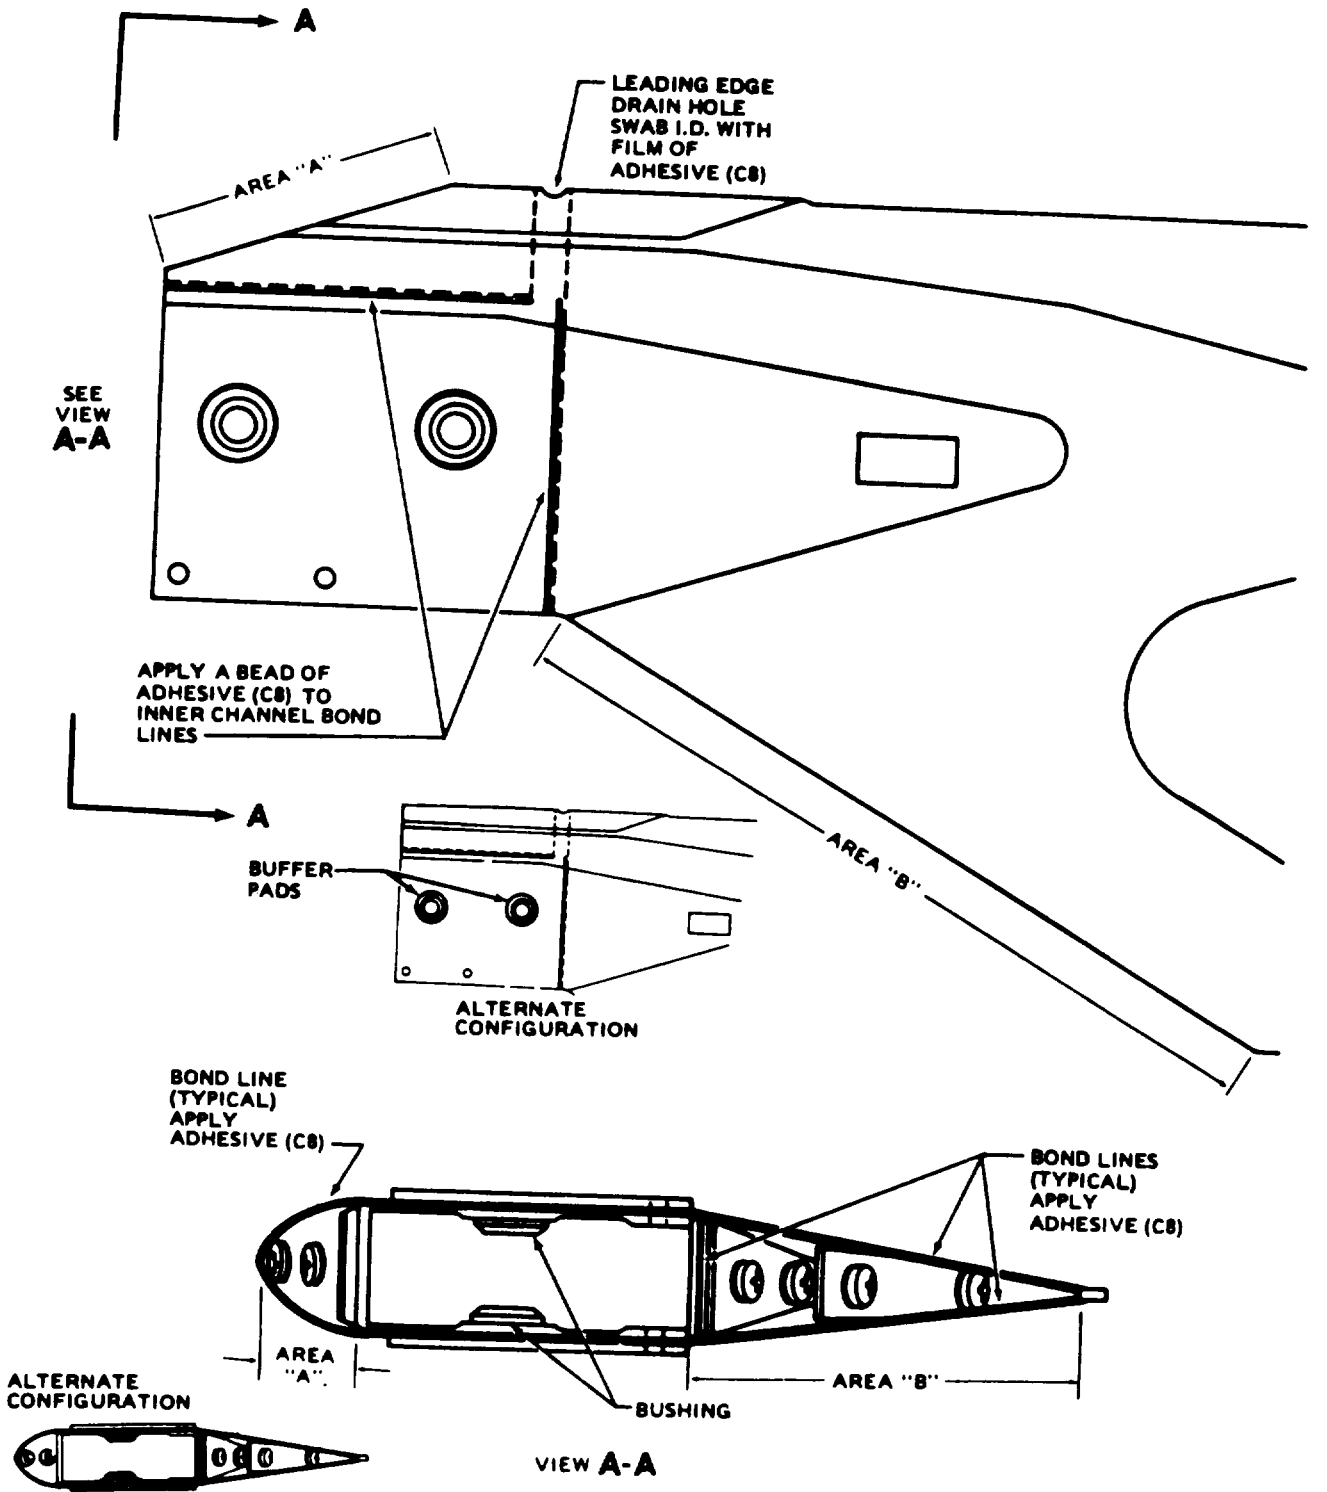 A
LEADING EDGE
DRAIN HOLE
SWAB I.D. WITH
FILM OF
ADHESIVE (C8)
AREA "A"
SEE
VIEW
A-A
APPLY A BEAD OF
ADHESIVE (C8) TO
INNER CHANNEL BOND
LINES
A
AREA "B"
BUFFER
PADS
ALTERNATE
CONFIGURATION
BOND LINE
(TYPICAL)
APPLY
ADHESIVE (C8)
BOND LINES
(TYPICAL)
APPLY
ADHESIVE (C8)
AREA
"A".
AREA "B"
BUSHING
ALTERNATE
CONFIGURATION
VIEW A-A